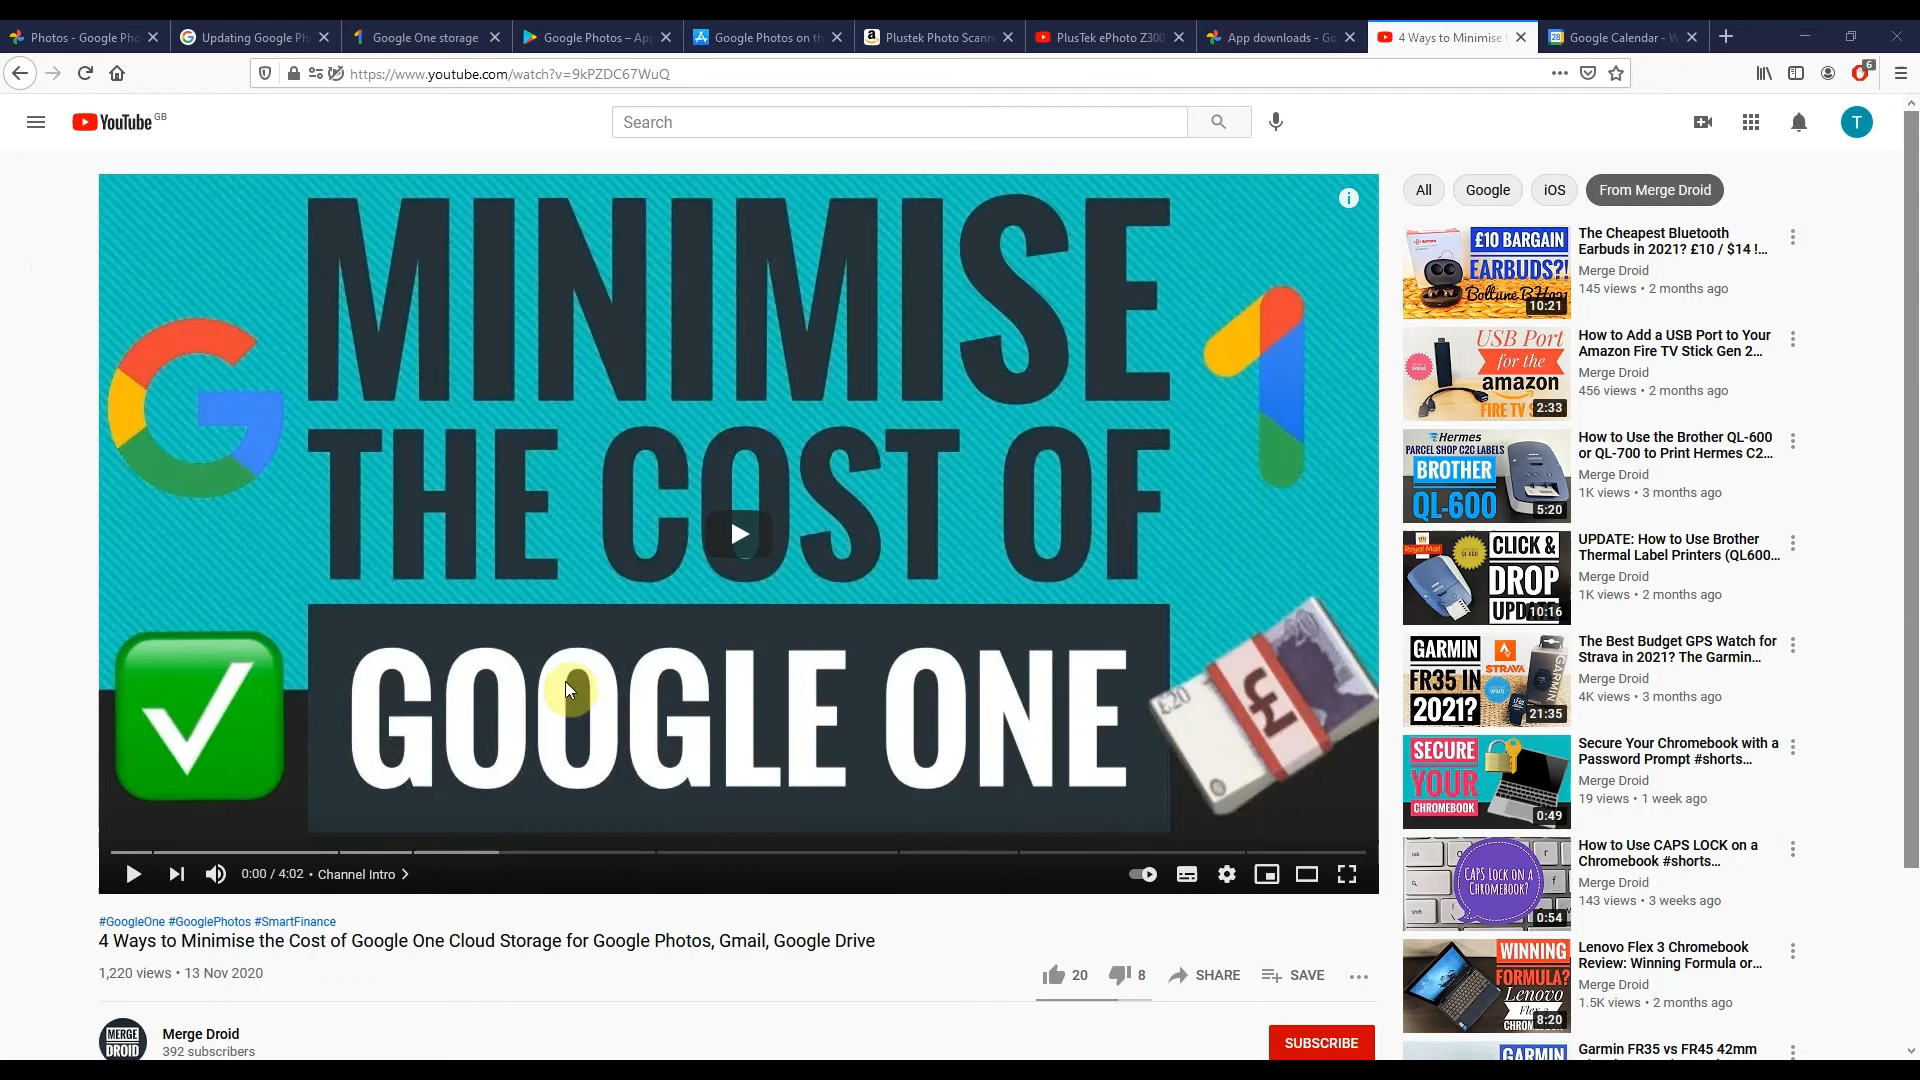 Photos - Google Pho
Updating Google Ph
Google One storage
Google Photos – App
Google Photos on th
Plustek Photo Scann
PlusTek ePhoto Z300
App downloads - Go
4 Ways to Minimise t
Google Calendar - W
https://www.youtube.com/watch?v=9kPZDC67WuQ
6
YouTube GB
Search
T
MINIMISE
THE COST OF
GOOGLE ONE
£20
£
0:00 / 4:02 • Channel Intro
#GoogleOne #GooglePhotos #SmartFinance
4 Ways to Minimise the Cost of Google One Cloud Storage for Google Photos, Gmail, Google Drive
1,220 views • 13 Nov 2020
20
8
SHARE
SAVE
MERGE
DROID
Merge Droid
392 subscribers
SUBSCRIBE
All
Google
iOS
From Merge Droid
£10 BARGAIN
EARBUDS?!
10:21
The Cheapest Bluetooth
Earbuds in 2021? £10 / $14 !...
Merge Droid
145 views • 2 months ago
USB Port
for the
amazon
FIRE TV
2:33
How to Add a USB Port to Your
Amazon Fire TV Stick Gen 2...
Merge Droid
456 views • 2 months ago
Hermes
PARCEL SHOP C2C LABELS
BROTHER
QL-600
5:20
How to Use the Brother QL-600
or QL-700 to Print Hermes C2...
Merge Droid
1K views • 3 months ago
Royal Mail
CLICK &
DROP
UPDATE
10:16
UPDATE: How to Use Brother
Thermal Label Printers (QL600...
Merge Droid
1K views • 2 months ago
GARMIN
FR35 IN
2021?
STRAVA
UPDATE
GARMIN
21:35
The Best Budget GPS Watch for
Strava in 2021? The Garmin...
Merge Droid
4K views • 3 months ago
SECURE
YOUR
CHROMEBOOK
0:49
Secure Your Chromebook with a
Password Prompt #shorts...
Merge Droid
19 views • 1 week ago
CAPS LOCK ON A
CHROMEBOOK?
0:54
How to Use CAPS LOCK on a
Chromebook #shorts...
Merge Droid
143 views • 3 weeks ago
WINNING
FORMULA?
Lenovo
Flex 3
CHROM
8:20
Lenovo Flex 3 Chromebook
Review: Winning Formula or...
Merge Droid
1.5K views • 2 months ago
GARMIN
Garmin FR35 vs FR45 42mm